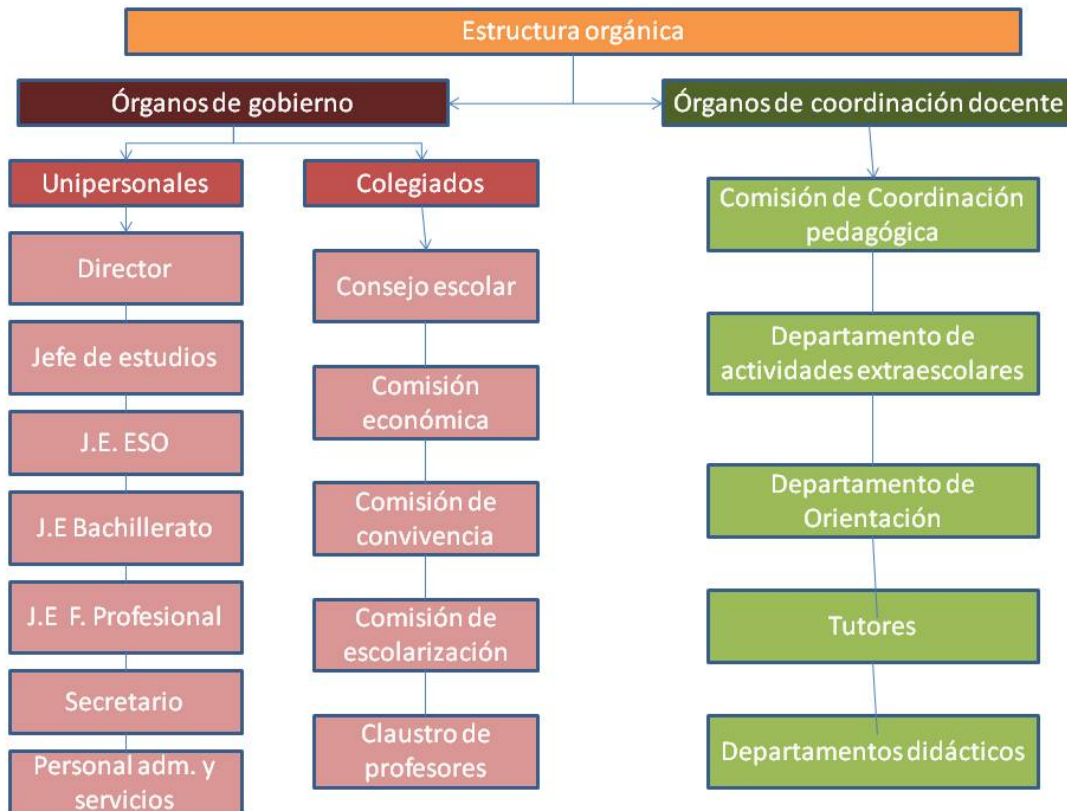 Estructura orgánica
Órganos de gobierno
Órganos de coordinación docente
Unipersonales
Colegiados
Director
Jefe de estudios
J.E. ESO
J.E Bachillerato
J.E F. Profesional
Secretario
Personal adm. y
servicios
Consejo escolar
Comisión
económica
Comisión de
convivencia
Comisión de
escolarización
Claustro de
profesores
Comisión de Coordinación
pedagógica
Departamento de
actividades extraescolares
Departamento de
Orientación
Tutores
Departamentos didácticos